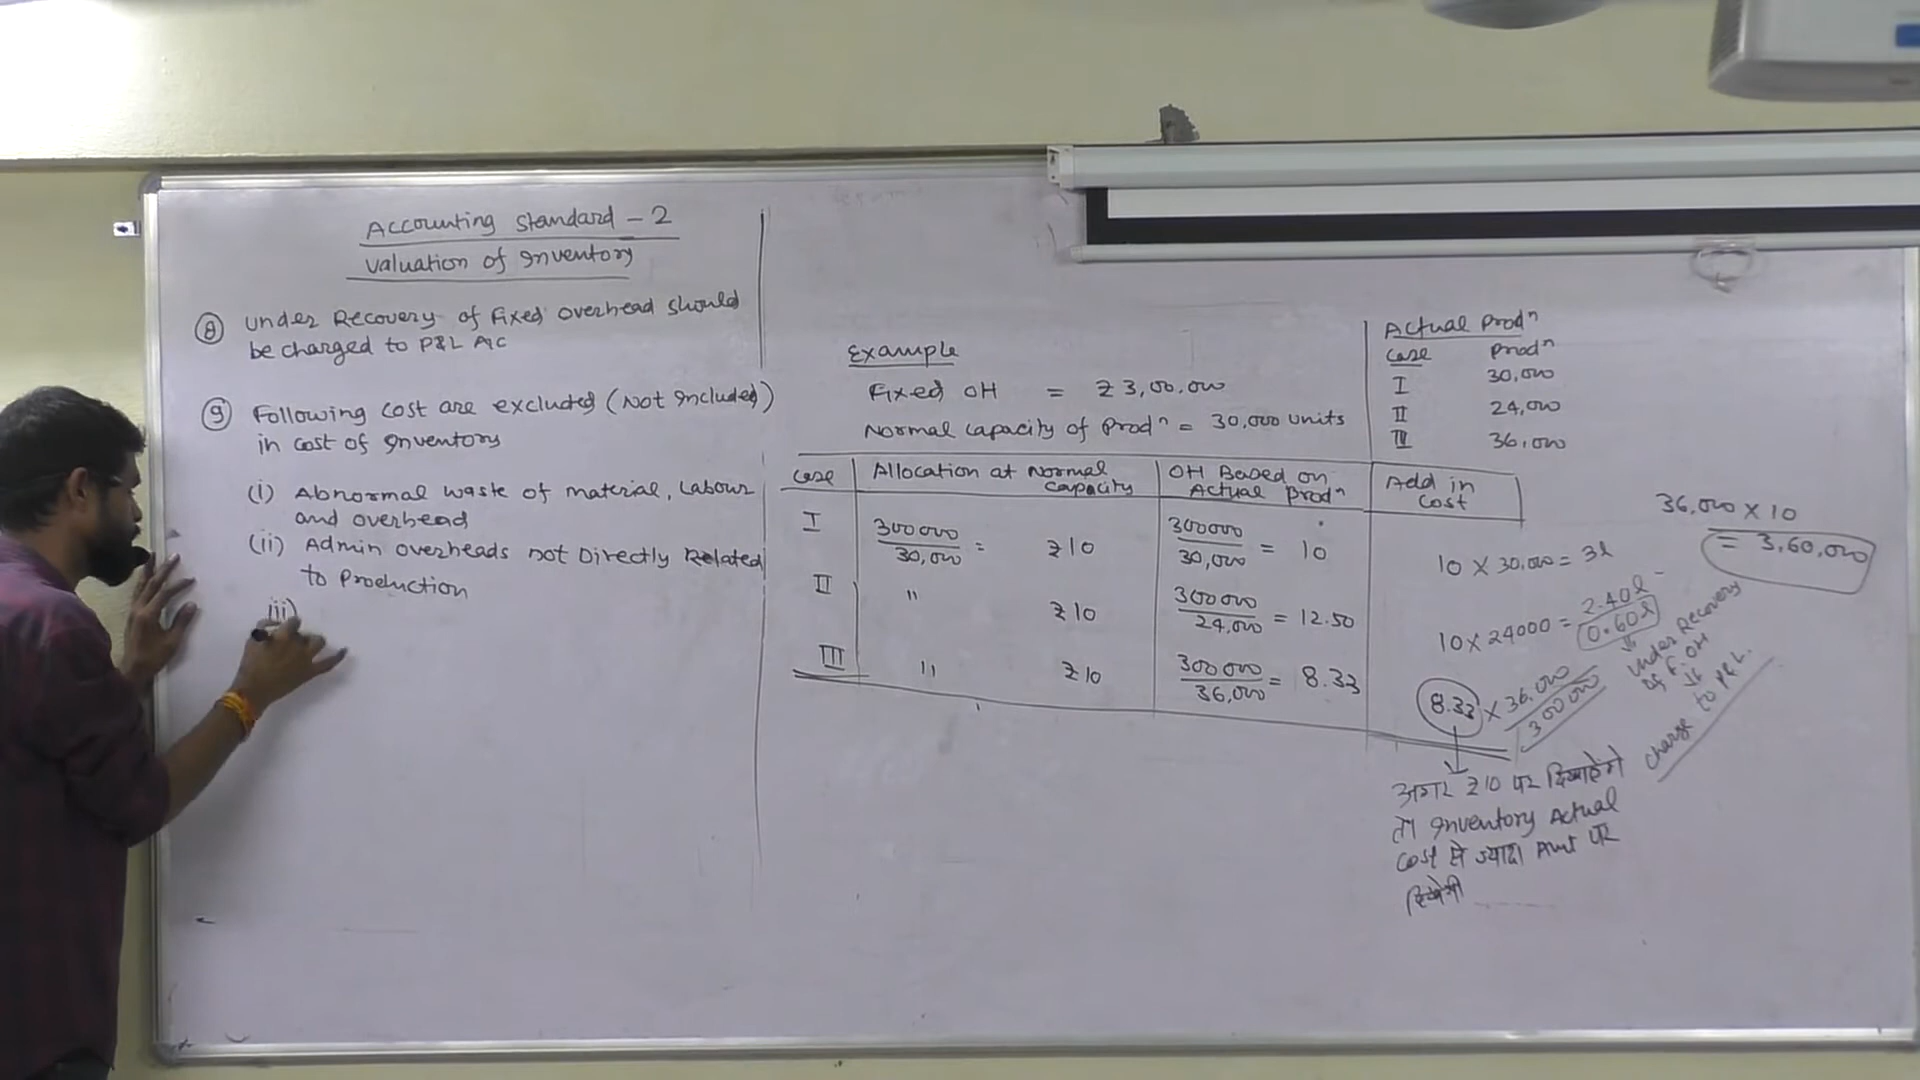 Accounting Standard - 2
Valuation of Inventory
⑧ Under Recovery of Fixed overhead should
be charged to P&L A/C
⑨ Following cost are excluded (Not Included)
in cost of Inventory
(i) Abnormal waste of material, Labour
and overhead
(ii) Admin overheads not Directly Related
to Production
iii)
Example
Fixed OH = ₹3,00,000
Normal capacity of Prodⁿ = 30,000 units
Actual Prodⁿ
Case Prodⁿ
I 30,000
II 24,000
III 36,000
Case Allocation at Normal Capacity OH Based on Actual Prodⁿ Add in Cost
I 300000/30,000 = ₹10 300000/30,000 = 10 10 × 30,000 = 3l
II " ₹10 300000/24,000 = 12.50 10 × 24000 = 2.40l
0.60l
III " ₹10 300000/36,000 = 8.33 8.33 × 36,000
300000
36,000 × 10
= 3,60,000
Under Recovery
of F.OH
charge to P&L.
अगर ₹10 पर दिखाएंगे
तो Inventory Actual
Cost से ज्यादा Amt पर
दिखेगी